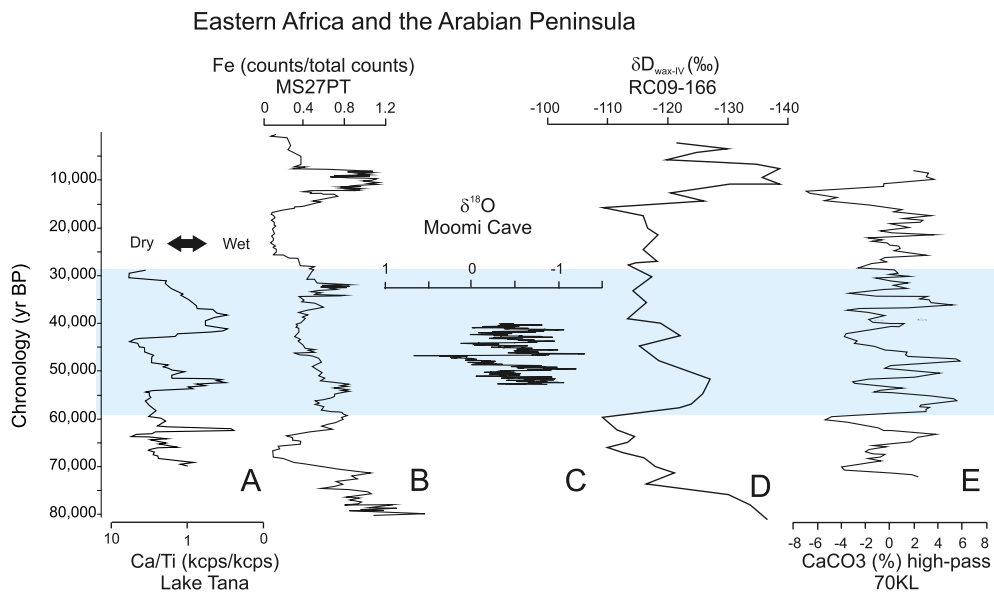 Eastern Africa and the Arabian Peninsula
Fe (counts/total counts)
MS27PT
0 0.4 0.8 1.2
δDwax-IV (‰)
RC09-166
-100 -110 -120 -130 -140
Chronology (yr BP)
10,000
20,000
30,000
40,000
50,000
60,000
70,000
80,000
Dry Wet
δ18O
Moomi Cave
1 0 -1
A B C D E
10 1 0
Ca/Ti (kcps/kcps)
Lake Tana
-8 -6 -4 -2 0 2 4 6 8
CaCO3 (%) high-pass
70KL